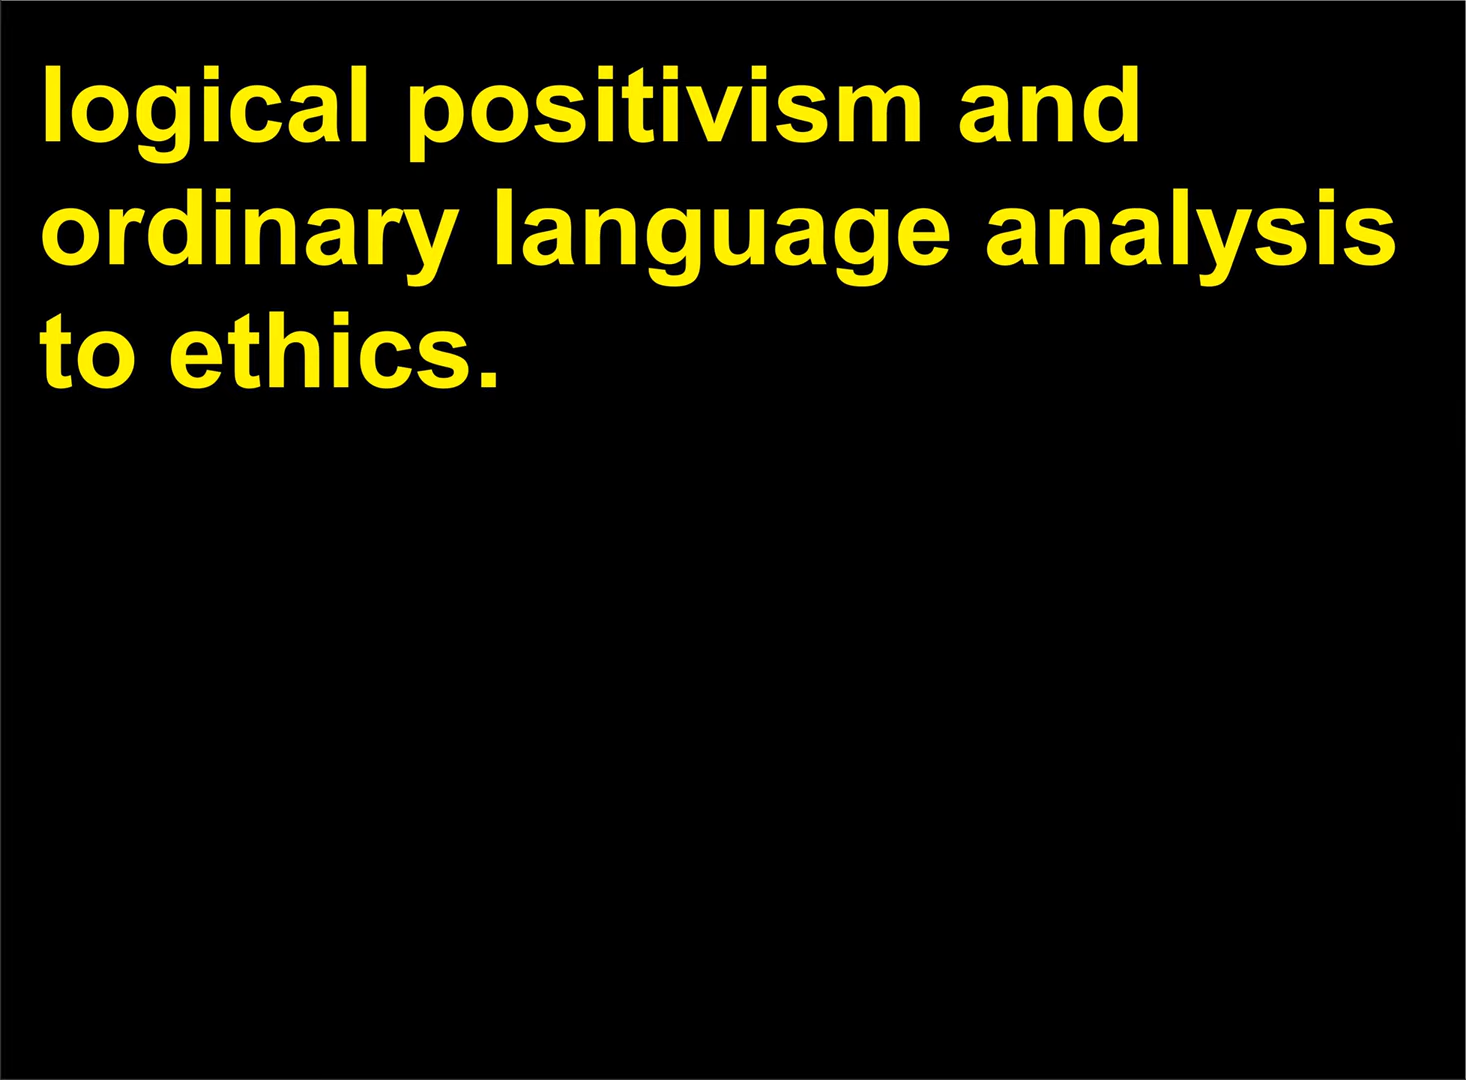 logical positivism and
ordinary language analysis
to ethics.